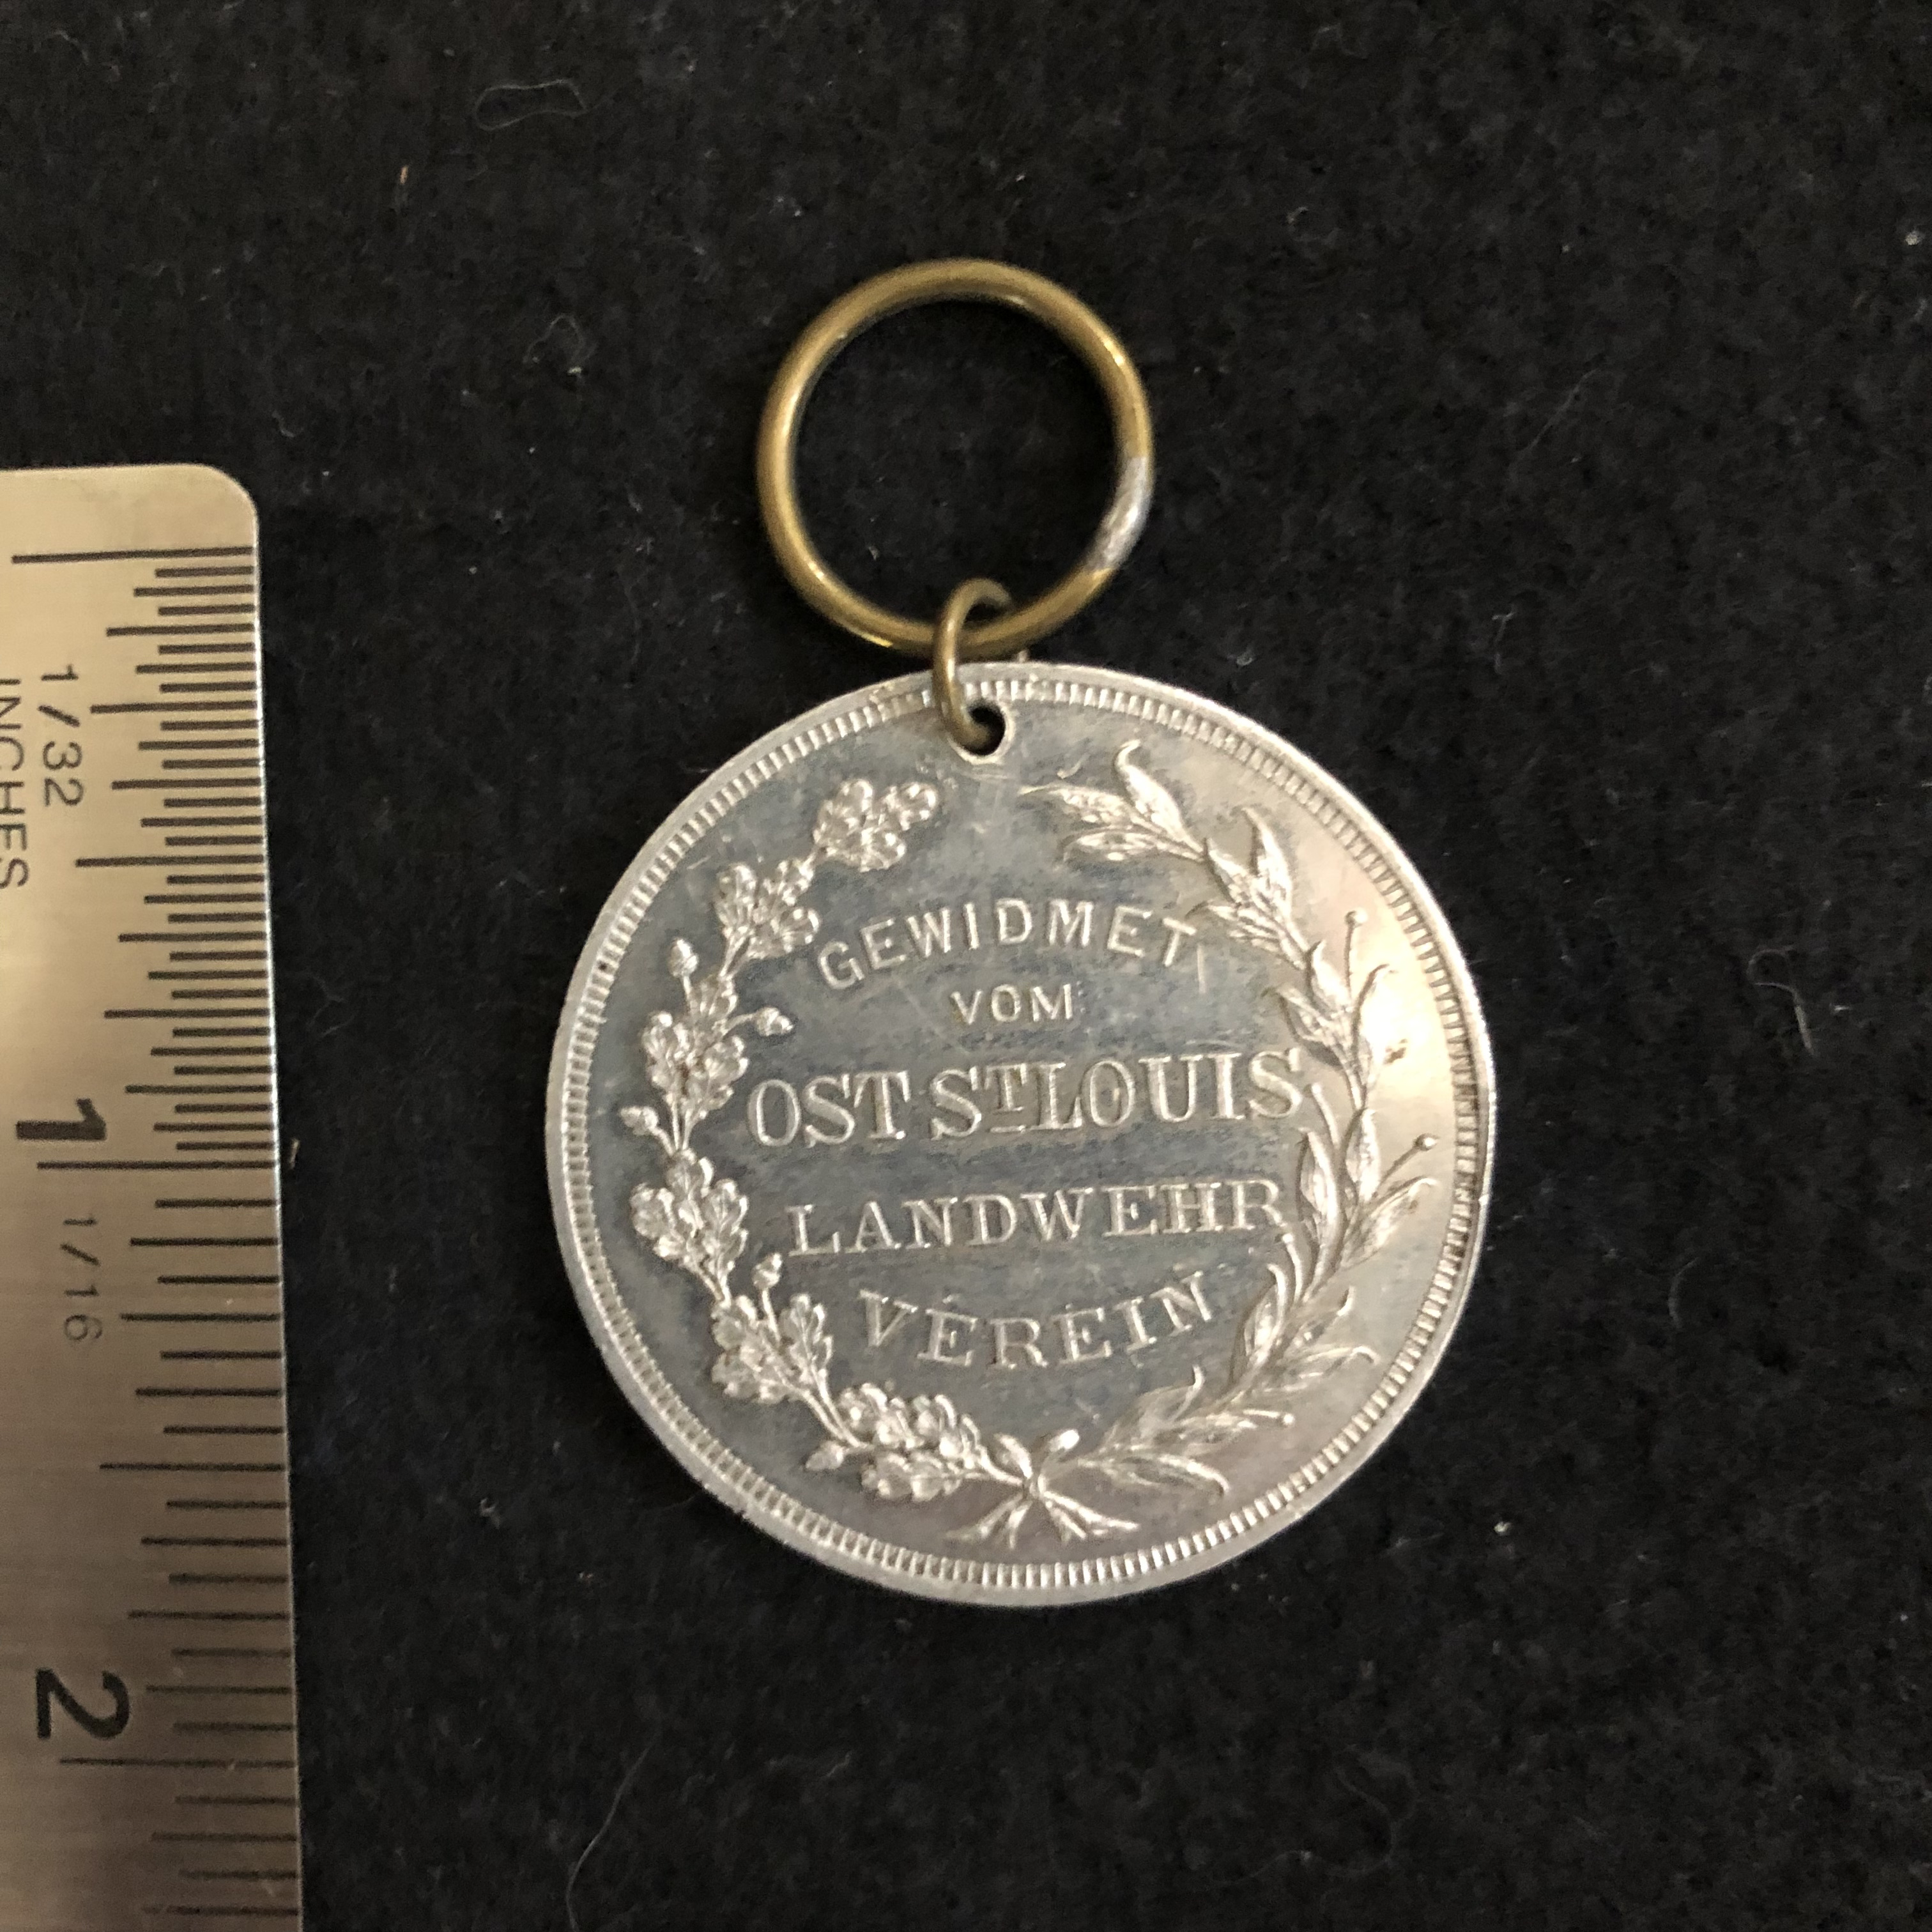 GEWIDMET
VOM
OST ST LOUIS
LANDWEHR
VEREIN
1/32
INCHES
1
1/16
2